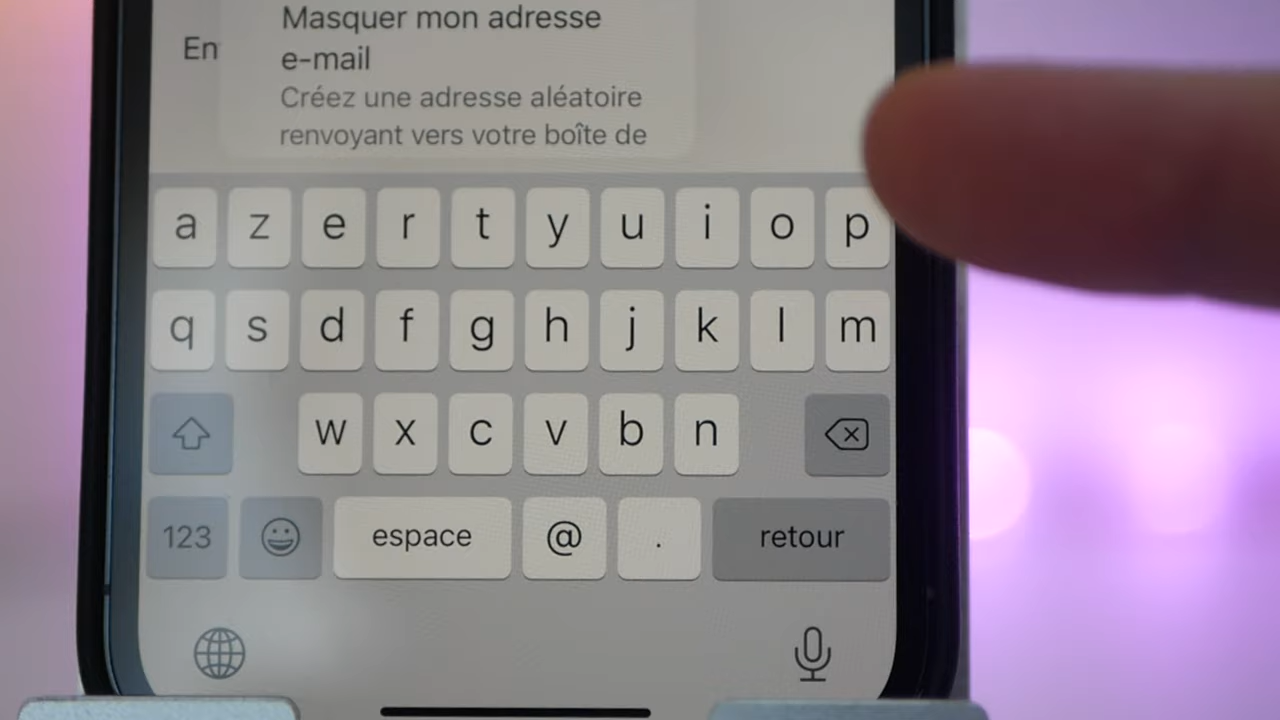 Masquer mon adresse
e-mail
En
Créez une adresse aléatoire
renvoyant vers votre boîte de
a z e r t y u i o p
q s d f g h j k l m
w x c v b n
123 espace @ . retour